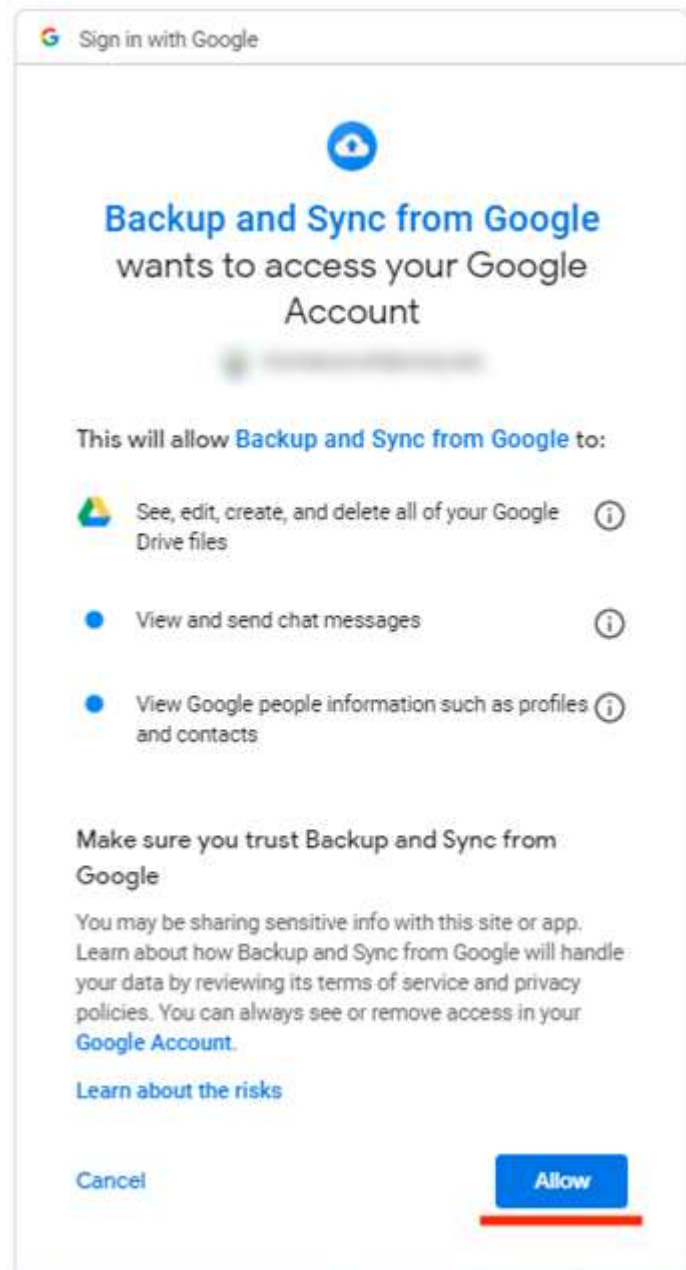 Sign in with Google
Backup and Sync from Google
wants to access your Google
Account
This will allow Backup and Sync from Google to:
See, edit, create, and delete all of your Google
Drive files
View and send chat messages
View Google people information such as profiles
and contacts
Make sure you trust Backup and Sync from
Google
You may be sharing sensitive info with this site or app.
Learn about how Backup and Sync from Google will handle
your data by reviewing its terms of service and privacy
policies. You can always see or remove access in your
Google Account.
Learn about the risks
Cancel
Allow